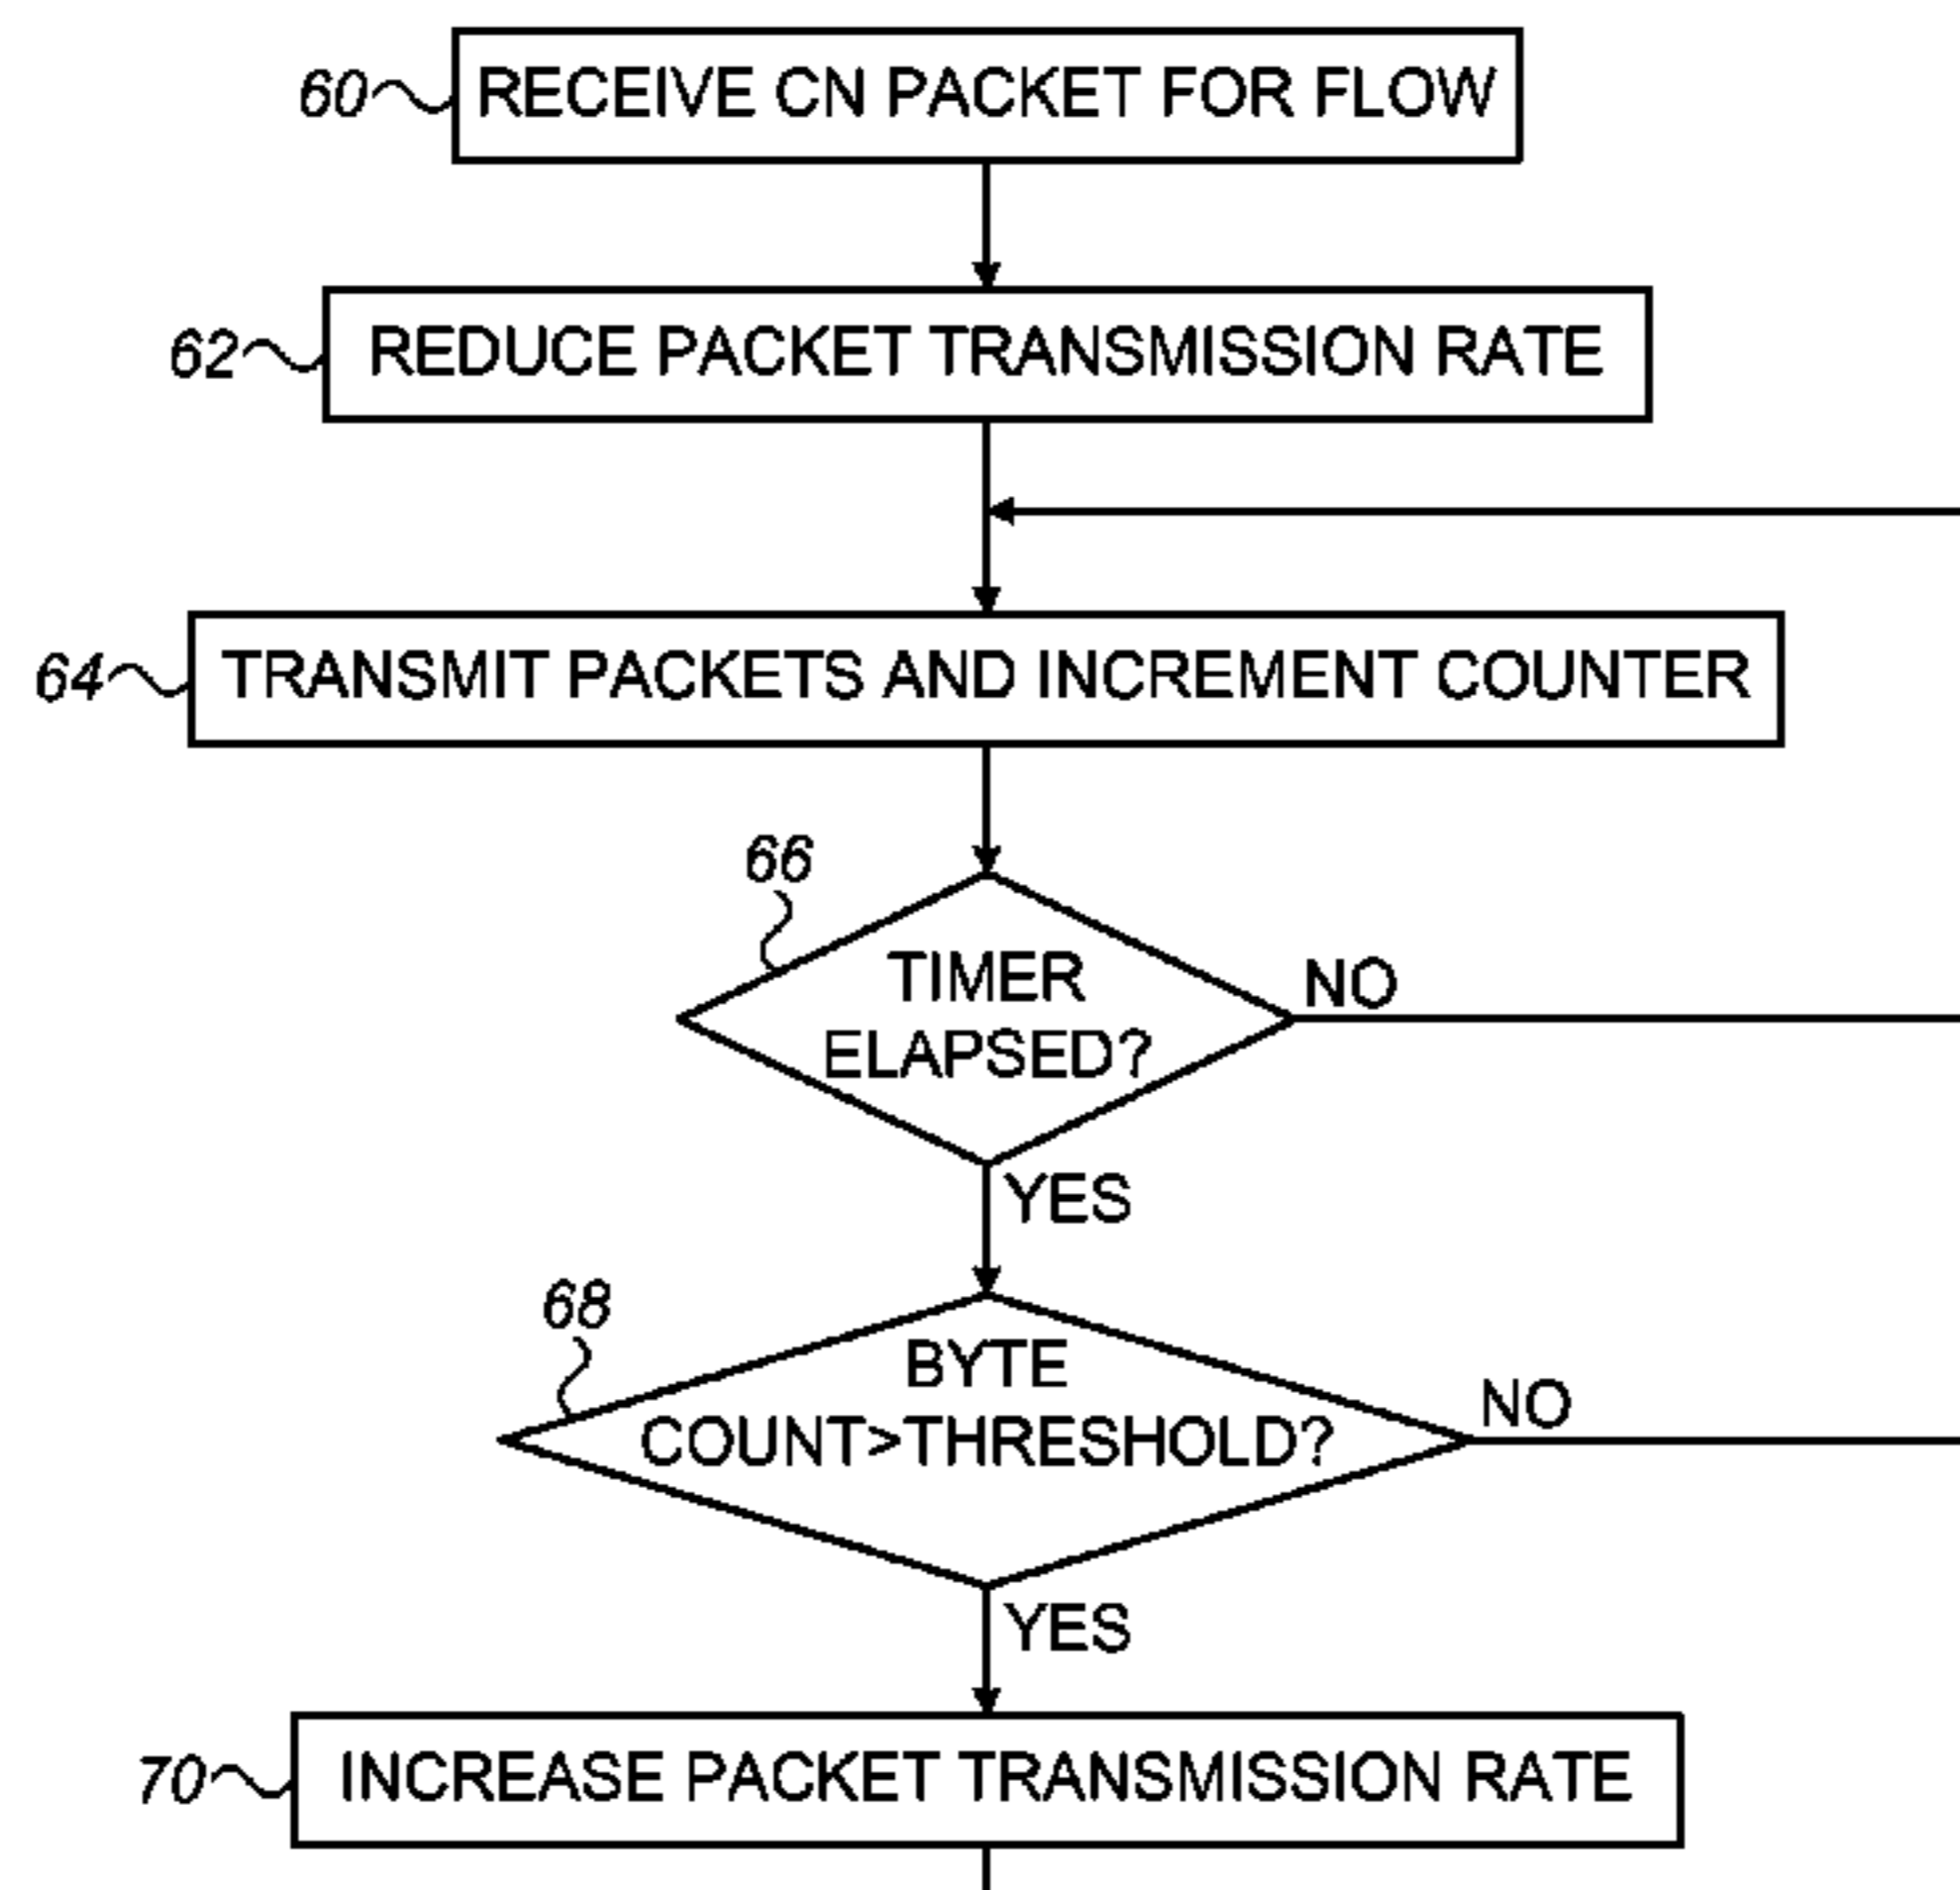 60 RECEIVE CN PACKET FOR FLOW
62 REDUCE PACKET TRANSMISSION RATE
64 TRANSMIT PACKETS AND INCREMENT COUNTER
66
TIMER
ELAPSED?
NO
YES
68
BYTE
COUNT>THRESHOLD?
NO
YES
70 INCREASE PACKET TRANSMISSION RATE